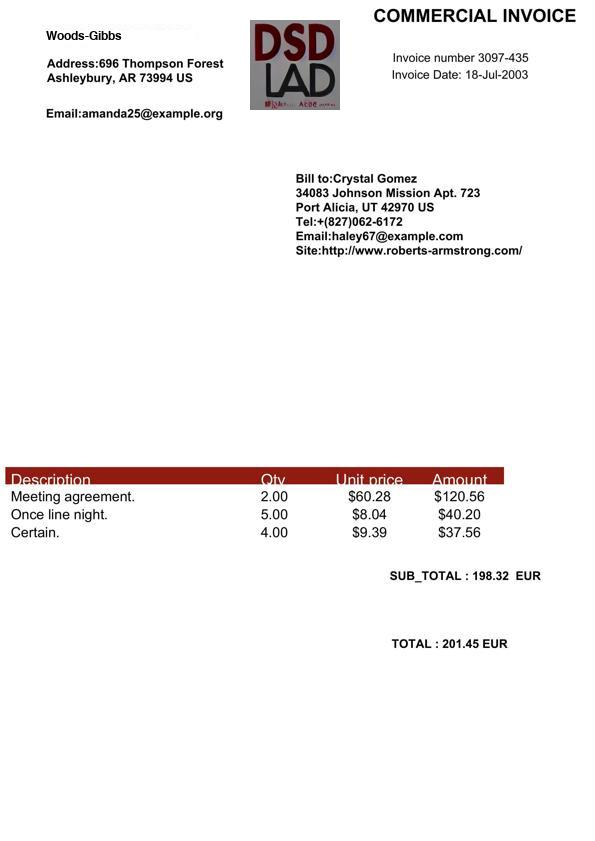 COMMERCIAL INVOICE
Woods-Gibbs
Address:696 Thompson Forest
Ashleybury, AR 73994 US
Email:amanda25@example.org
DSD
LAD
Invoice number 3097-435
Invoice Date: 18-Jul-2003
Bill to:Crystal Gomez
34083 Johnson Mission Apt. 723
Port Alicia, UT 42970 US
Tel:+(827)062-6172
Email:haley67@example.com
Site:http://www.roberts-armstrong.com/
Description Qty Unit price Amount
Meeting agreement. 2.00 $60.28 $120.56
Once line night. 5.00 $8.04 $40.20
Certain. 4.00 $9.39 $37.56
SUB_TOTAL : 198.32 EUR
TOTAL : 201.45 EUR